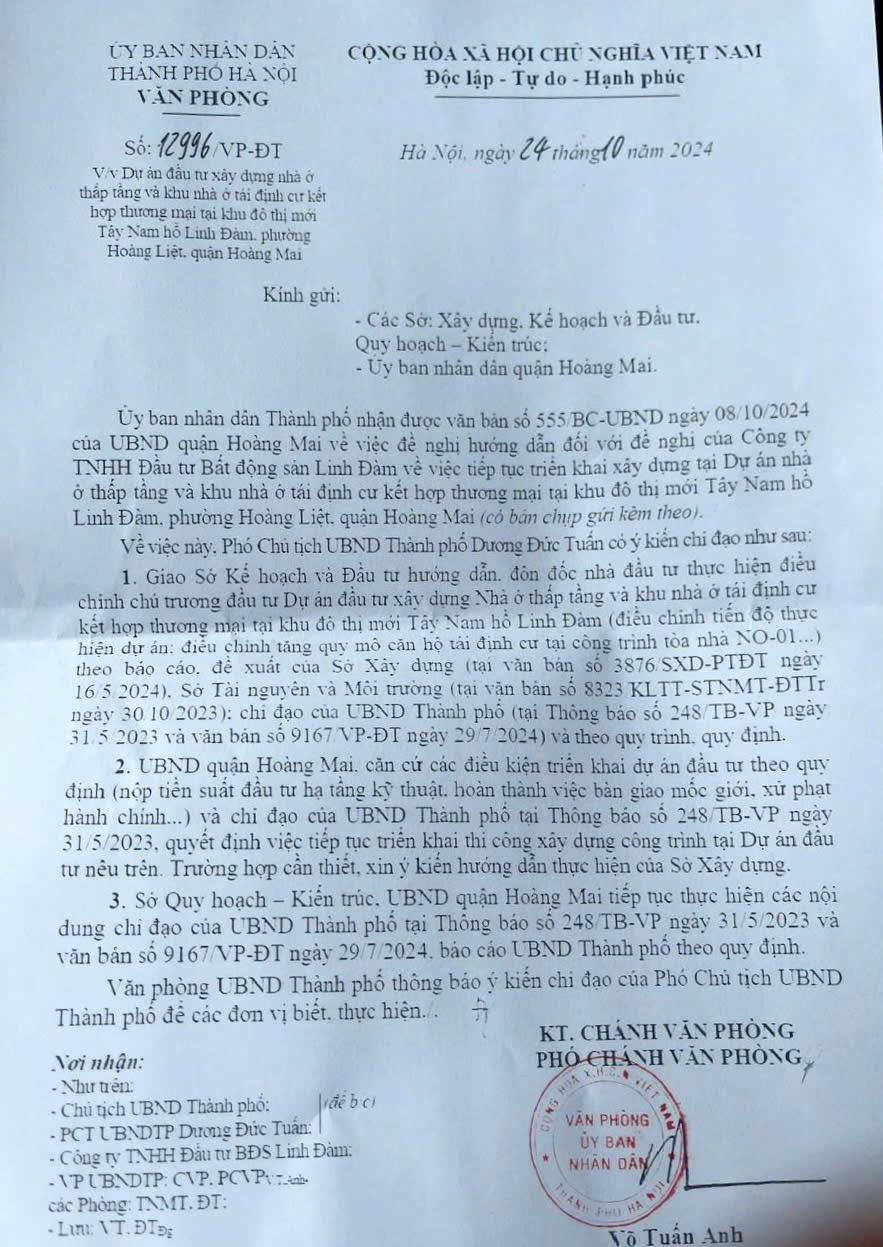 ỦY BAN NHÂN DÂN
THÀNH PHỐ HÀ NỘI
VĂN PHÒNG
CỘNG HÒA XÃ HỘI CHỦ NGHĨA VIỆT NAM
Độc lập - Tự do - Hạnh phúc
Số: 12996/VP-ĐT
Hà Nội, ngày 24 tháng 10 năm 2024
V/v Dự án đầu tư xây dựng nhà ở
thấp tầng và khu nhà ở tái định cư kết
hợp thương mại tại khu đô thị mới
Tây Nam hồ Linh Đàm, phường
Hoàng Liệt, quận Hoàng Mai
Kính gửi:
- Các Sở: Xây dựng, Kế hoạch và Đầu tư,
Quy hoạch – Kiến trúc;
- Ủy ban nhân dân quận Hoàng Mai.
Ủy ban nhân dân Thành phố nhận được văn bản số 555/BC-UBND ngày 08/10/2024
của UBND quận Hoàng Mai về việc đề nghị hướng dẫn đối với đề nghị của Công ty
TNHH Đầu tư Bất động sản Linh Đàm về việc tiếp tục triển khai xây dựng tại Dự án nhà
ở thấp tầng và khu nhà ở tái định cư kết hợp thương mại tại khu đô thị mới Tây Nam hồ
Linh Đàm, phường Hoàng Liệt, quận Hoàng Mai (có bản chụp gửi kèm theo).
Về việc này, Phó Chủ tịch UBND Thành phố Dương Đức Tuấn có ý kiến chỉ đạo như sau:
1. Giao Sở Kế hoạch và Đầu tư hướng dẫn, đôn đốc nhà đầu tư thực hiện điều
chỉnh chủ trương đầu tư Dự án đầu tư xây dựng Nhà ở thấp tầng và khu nhà ở tái định cư
kết hợp thương mại tại khu đô thị mới Tây Nam hồ Linh Đàm (điều chỉnh tiến độ thực
hiện dự án; điều chỉnh tăng quy mô căn hộ tái định cư tại công trình tòa nhà NO-01...)
theo báo cáo, đề xuất của Sở Xây dựng (tại văn bản số 3876/SXD-PTĐT ngày
16/5/2024), Sở Tài nguyên và Môi trường (tại văn bản số 8323/KLTT-STNMT-ĐTTr
ngày 30/10/2023); chỉ đạo của UBND Thành phố (tại Thông báo số 248/TB-VP ngày
31/5/2023 và văn bản số 9167/VP-ĐT ngày 29/7/2024) và theo quy trình, quy định.
2. UBND quận Hoàng Mai, căn cứ các điều kiện triển khai dự án đầu tư theo quy
định (nộp tiền suất đầu tư hạ tầng kỹ thuật, hoàn thành việc bàn giao mốc giới, xử phạt
hành chính...) và chỉ đạo của UBND Thành phố tại Thông báo số 248/TB-VP ngày
31/5/2023, quyết định việc tiếp tục triển khai thi công xây dựng công trình tại Dự án đầu
tư nêu trên. Trường hợp cần thiết, xin ý kiến hướng dẫn thực hiện của Sở Xây dựng.
3. Sở Quy hoạch – Kiến trúc, UBND quận Hoàng Mai tiếp tục thực hiện các nội
dung chỉ đạo của UBND Thành phố tại Thông báo số 248/TB-VP ngày 31/5/2023 và
văn bản số 9167/VP-ĐT ngày 29/7/2024, báo cáo UBND Thành phố theo quy định.
Văn phòng UBND Thành phố thông báo ý kiến chỉ đạo của Phó Chủ tịch UBND
Thành phố để các đơn vị biết, thực hiện./.
KT. CHÁNH VĂN PHÒNG
PHÓ CHÁNH VĂN PHÒNG
Nơi nhận:
- Như trên;
- Chủ tịch UBND Thành phố; (để b/c)
- PCT UBNDTP Dương Đức Tuấn;
- Công ty TNHH Đầu tư BĐS Linh Đàm;
- VP UBNDTP: CVP, PCVP
các Phòng: TNMT, ĐT;
- Lưu: VT, ĐT
CỘNG HÒA X.H.C.N VIỆT NAM
VĂN PHÒNG
ỦY BAN
NHÂN DÂN
THÀNH PHỐ HÀ NỘI
Võ Tuấn Anh